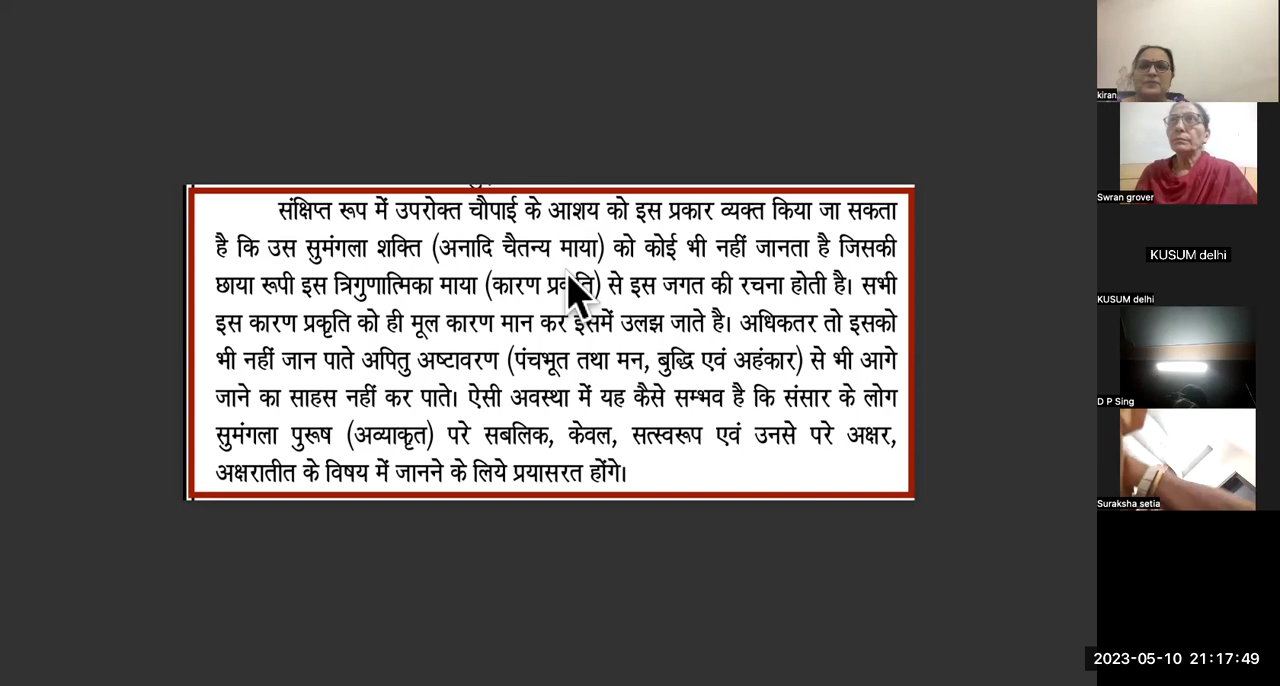 संक्षिप्त रूप में उपरोक्त चौपाई के आशय को इस प्रकार व्यक्त किया जा सकता
है कि उस सुमंगला शक्ति (अनादि चैतन्य माया) को कोई भी नहीं जानता है जिसकी
छाया रूपी इस त्रिगुणात्मिका माया (कारण प्रकृति) से इस जगत की रचना होती है। सभी
इस कारण प्रकृति को ही मूल कारण मान कर इसमें उलझ जाते है। अधिकतर तो इसको
भी नहीं जान पाते अपितु अष्टावरण (पंचभूत तथा मन, बुद्धि एवं अहंकार) से भी आगे
जाने का साहस नहीं कर पाते। ऐसी अवस्था में यह कैसे सम्भव है कि संसार के लोग
सुमंगला पुरूष (अव्याकृत) परे सबलिक, केवल, सत्स्वरूप एवं उनसे परे अक्षर,
अक्षरातीत के विषय में जानने के लिये प्रयासरत होंगे।
kiran
Swran grover
KUSUM delhi
KUSUM delhi
D P Sing
Suraksha setia
2023-05-10 21:17:49